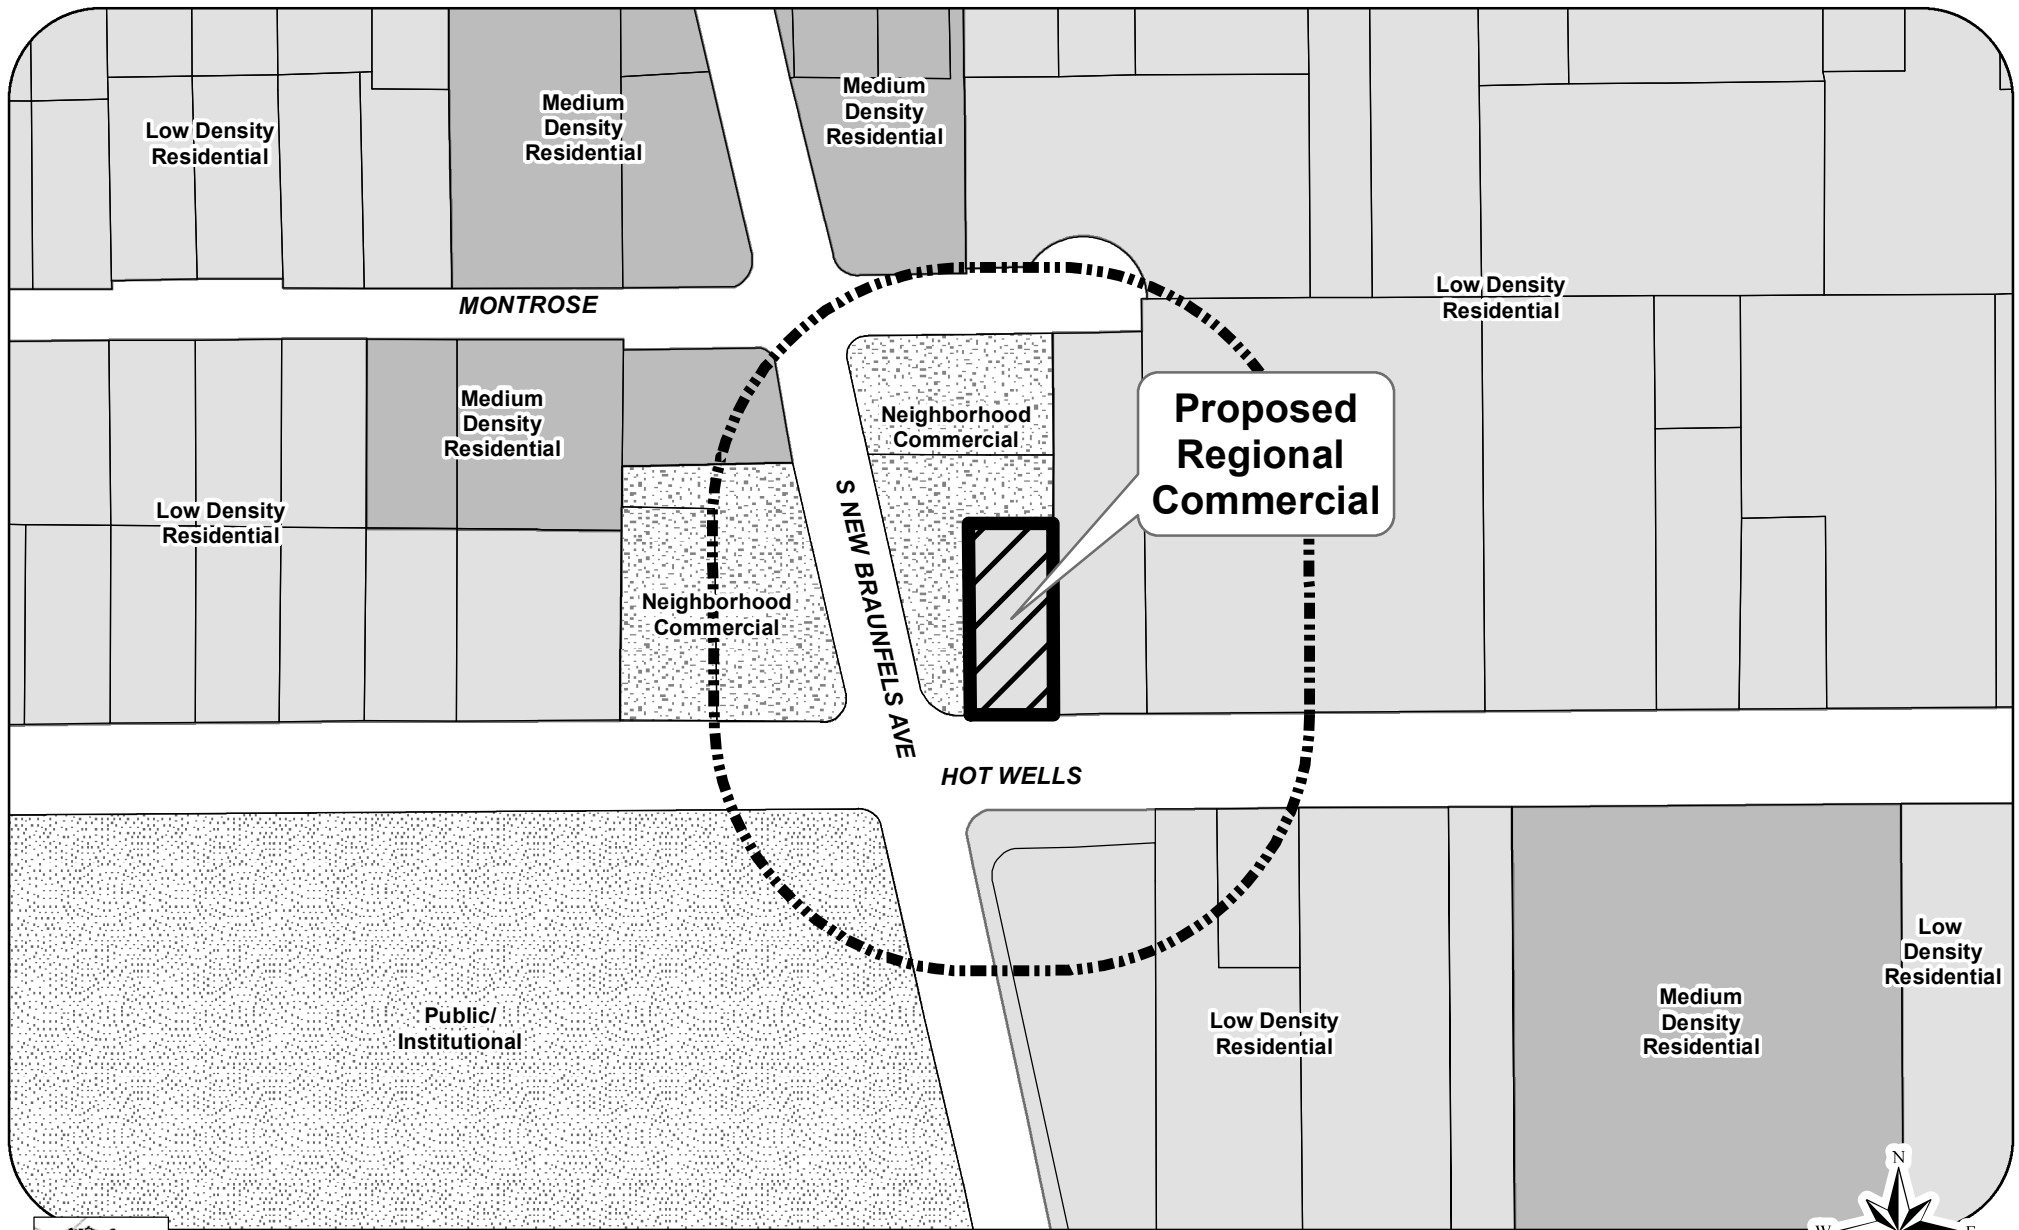 Low Density
Residential
Medium
Density
Residential
Medium
Density
Residential
MONTROSE
Low Density
Residential
Medium
Density
Residential
Neighborhood
Commercial
Proposed
Regional
Commercial
Low Density
Residential
Neighborhood
Commercial
S NEW BRAUNFELS AVE
HOT WELLS
Public/
Institutional
Low Density
Residential
Medium
Density
Residential
Low
Density
Residential
N
W
E